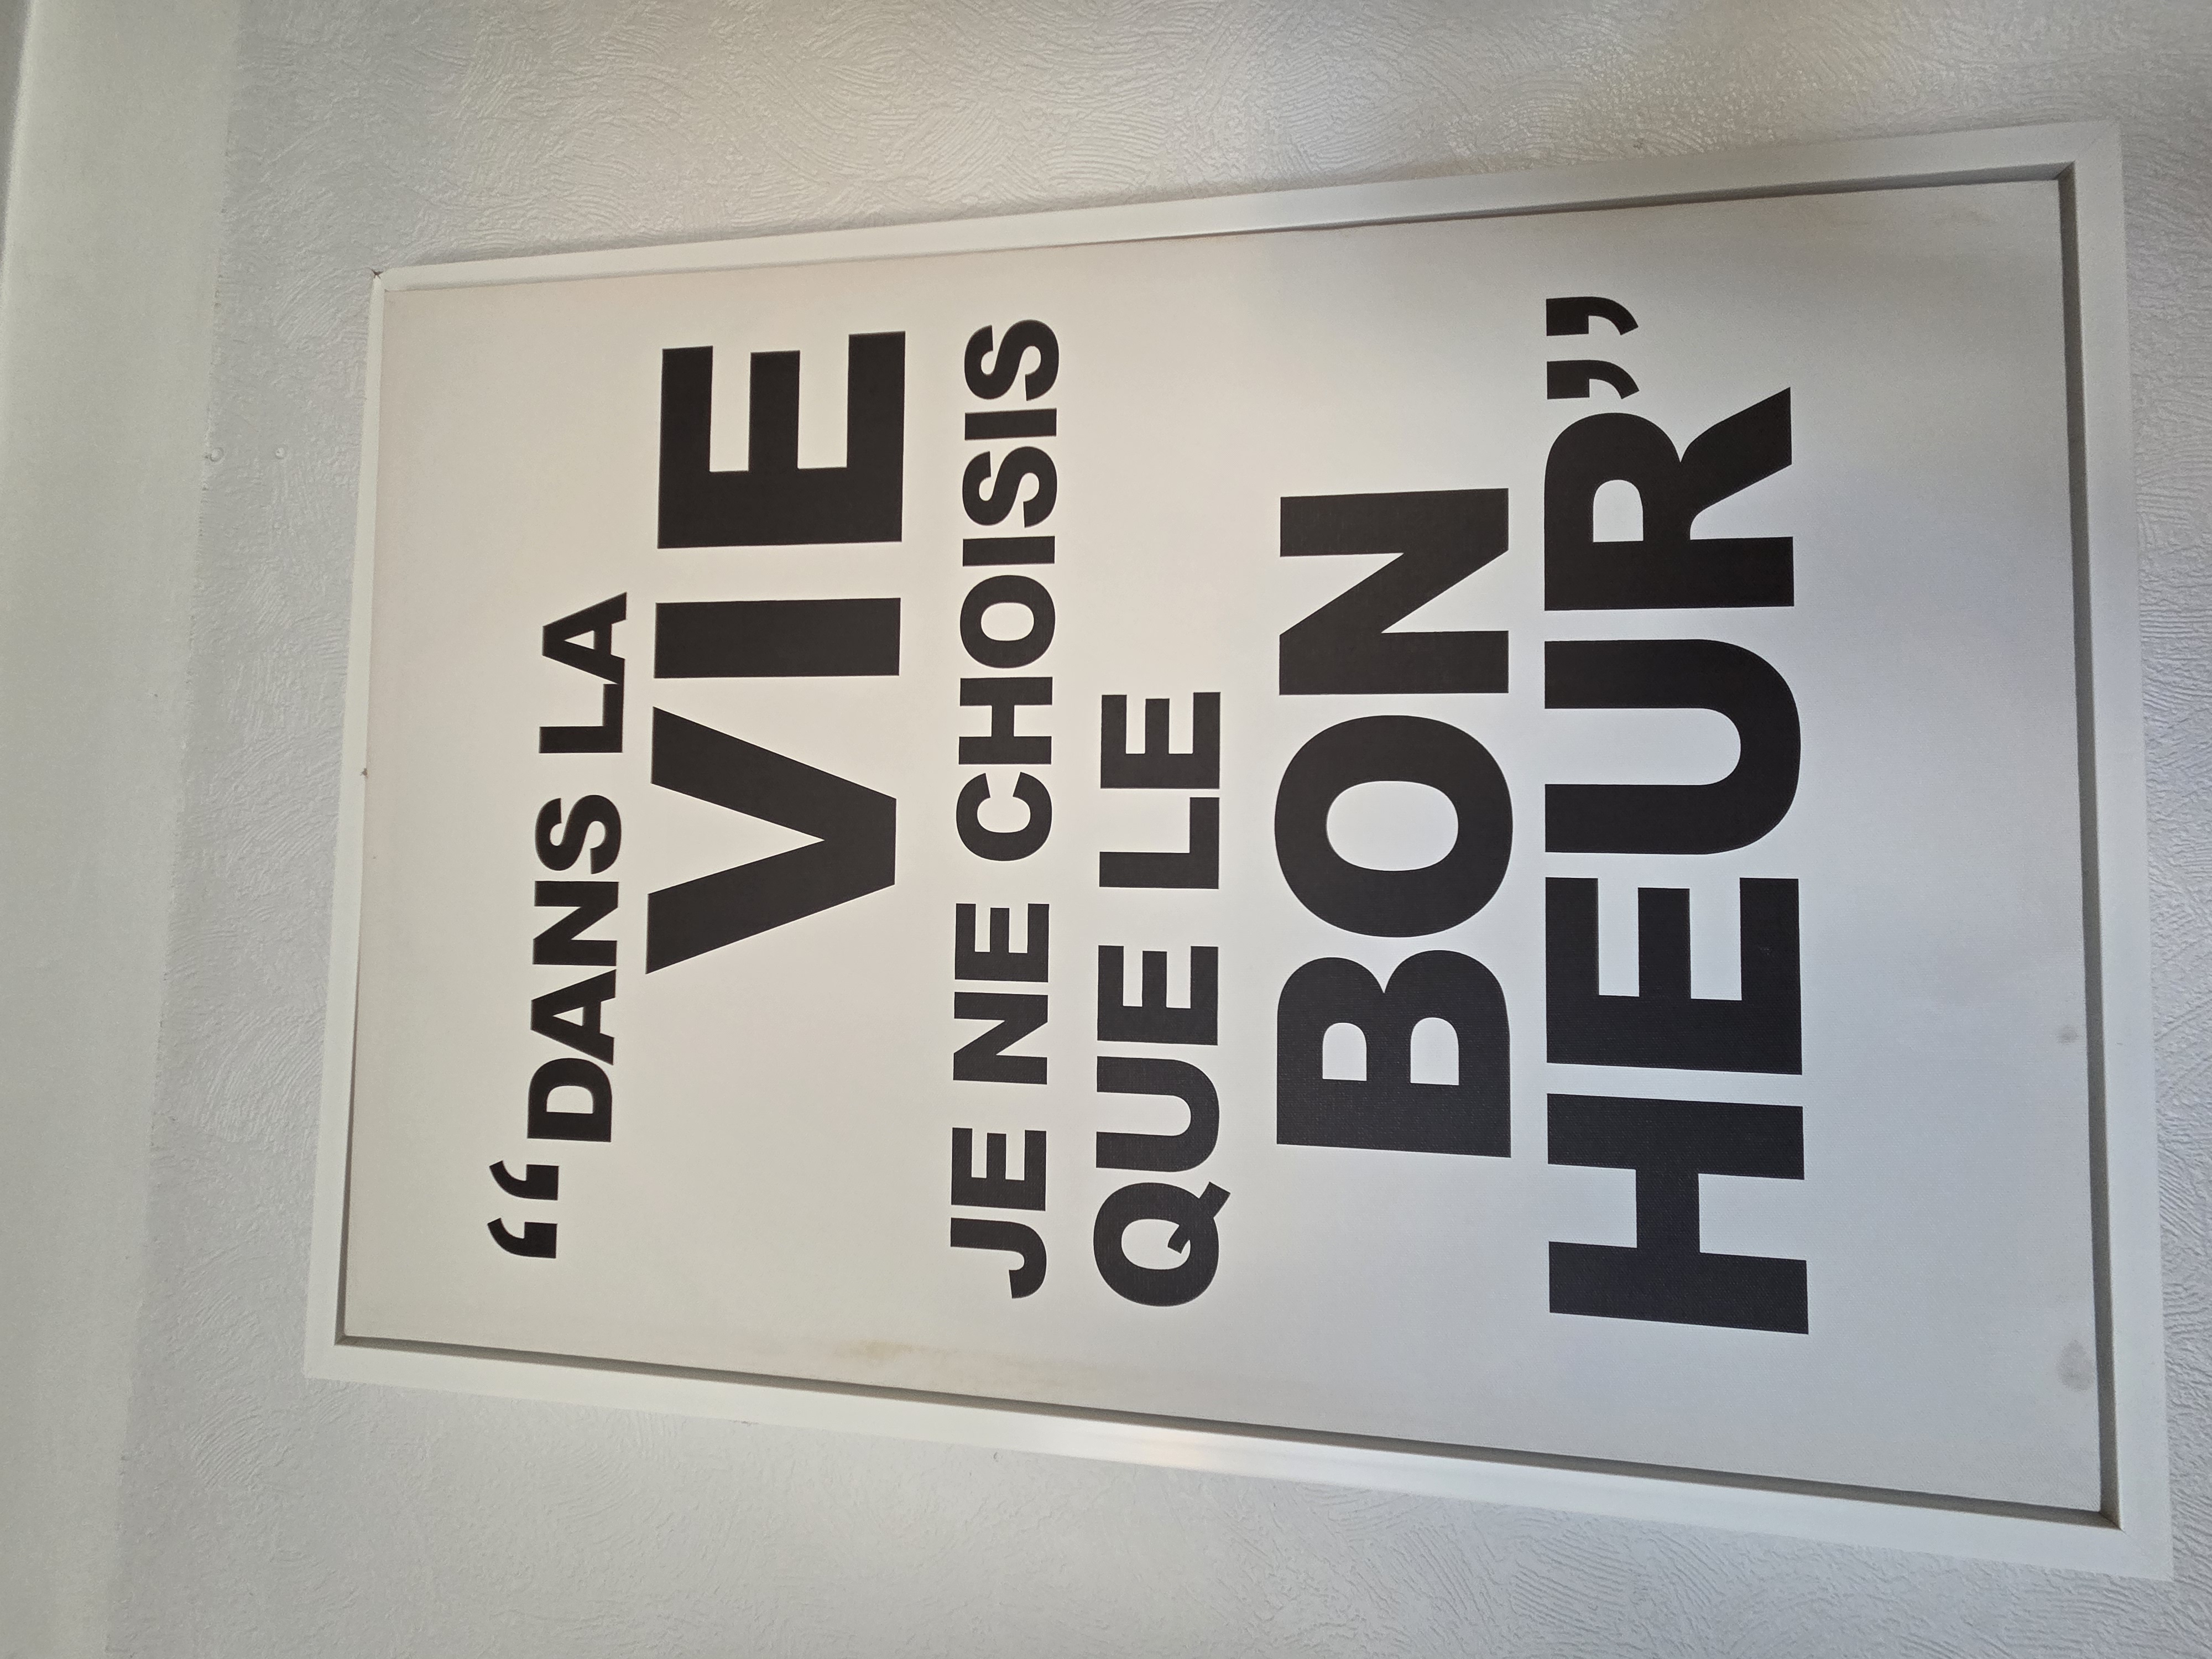 “DANS LA
VIE
JE NE CHOISIS
QUE LE
BON
HEUR”